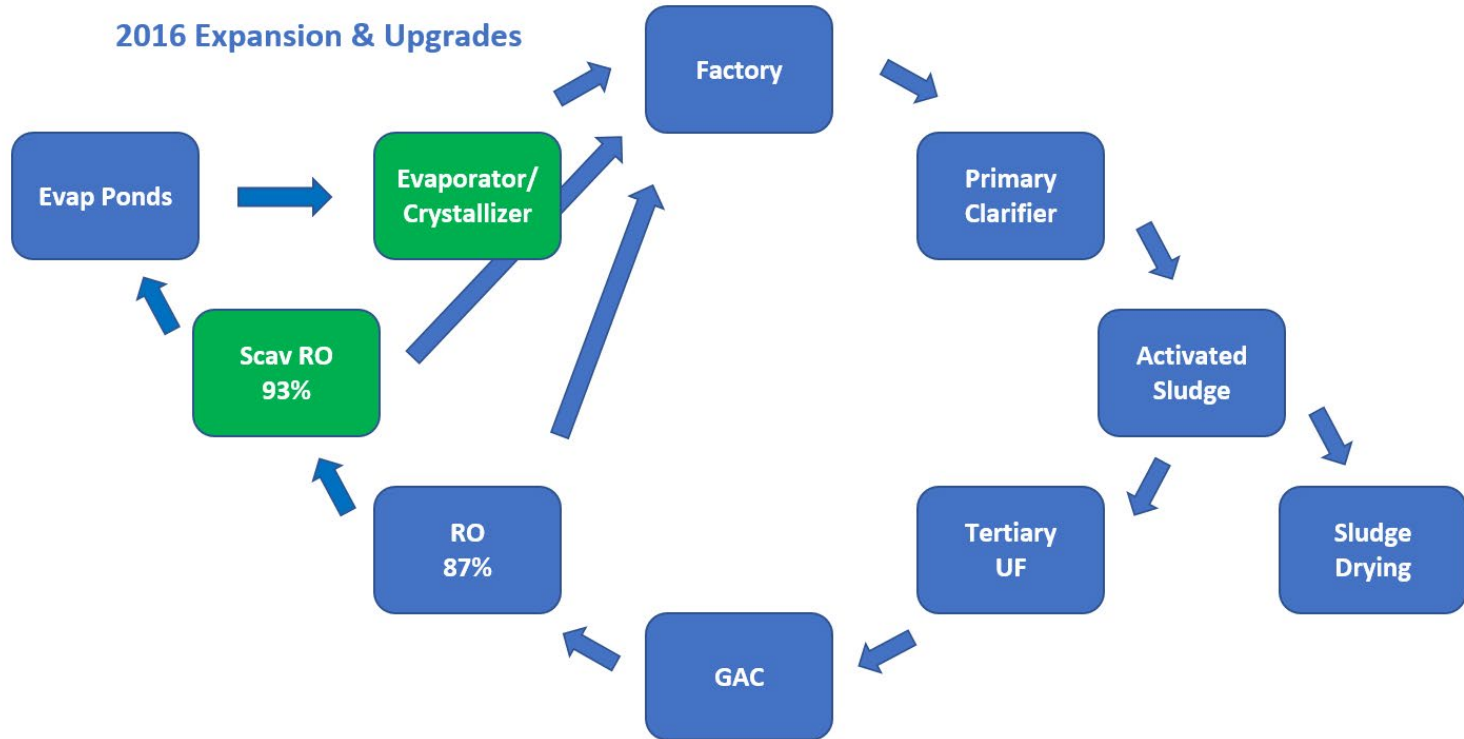 2016 Expansion & Upgrades
Factory
Evap Ponds
Evaporator/
Crystallizer
Primary
Clarifier
Scav RO
93%
Activated
Sludge
RO
87%
Tertiary
UF
Sludge
Drying
GAC